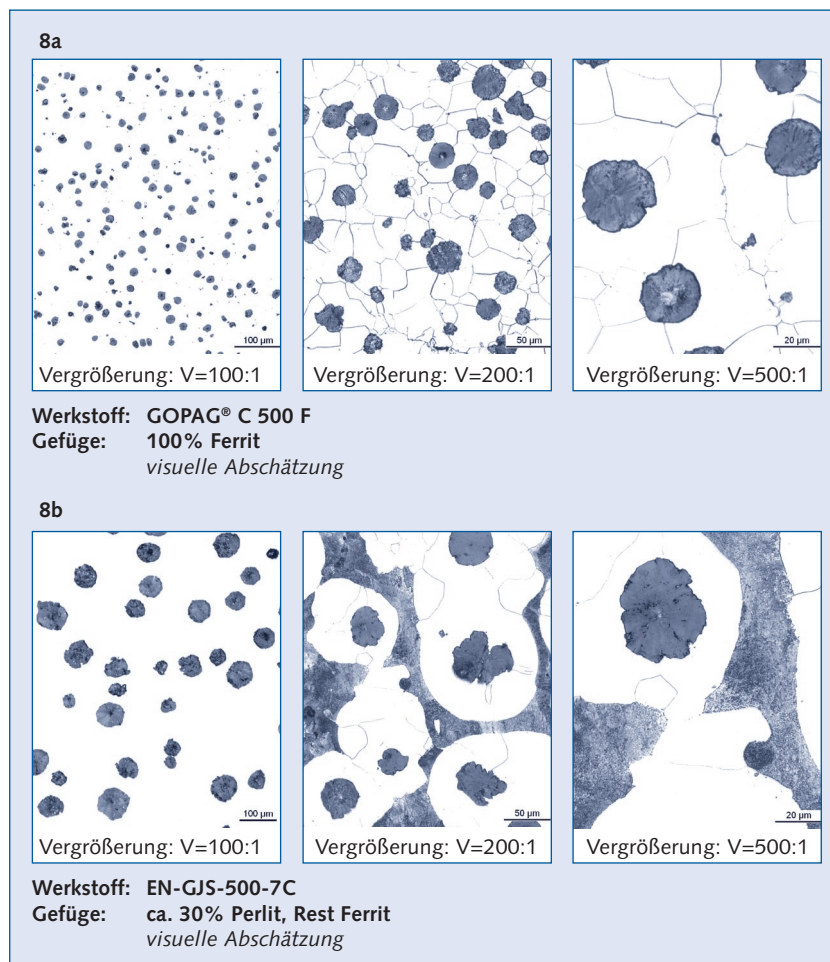 8a
100 µm
50 µm
20 µm
Vergrößerung: V=100:1
Vergrößerung: V=200:1
Vergrößerung: V=500:1
Werkstoff: GOPAG® C 500 F
Gefüge: 100% Ferrit
visuelle Abschätzung
8b
100 µm
50 µm
20 µm
Vergrößerung: V=100:1
Vergrößerung: V=200:1
Vergrößerung: V=500:1
Werkstoff: EN-GJS-500-7C
Gefüge: ca. 30% Perlit, Rest Ferrit
visuelle Abschätzung